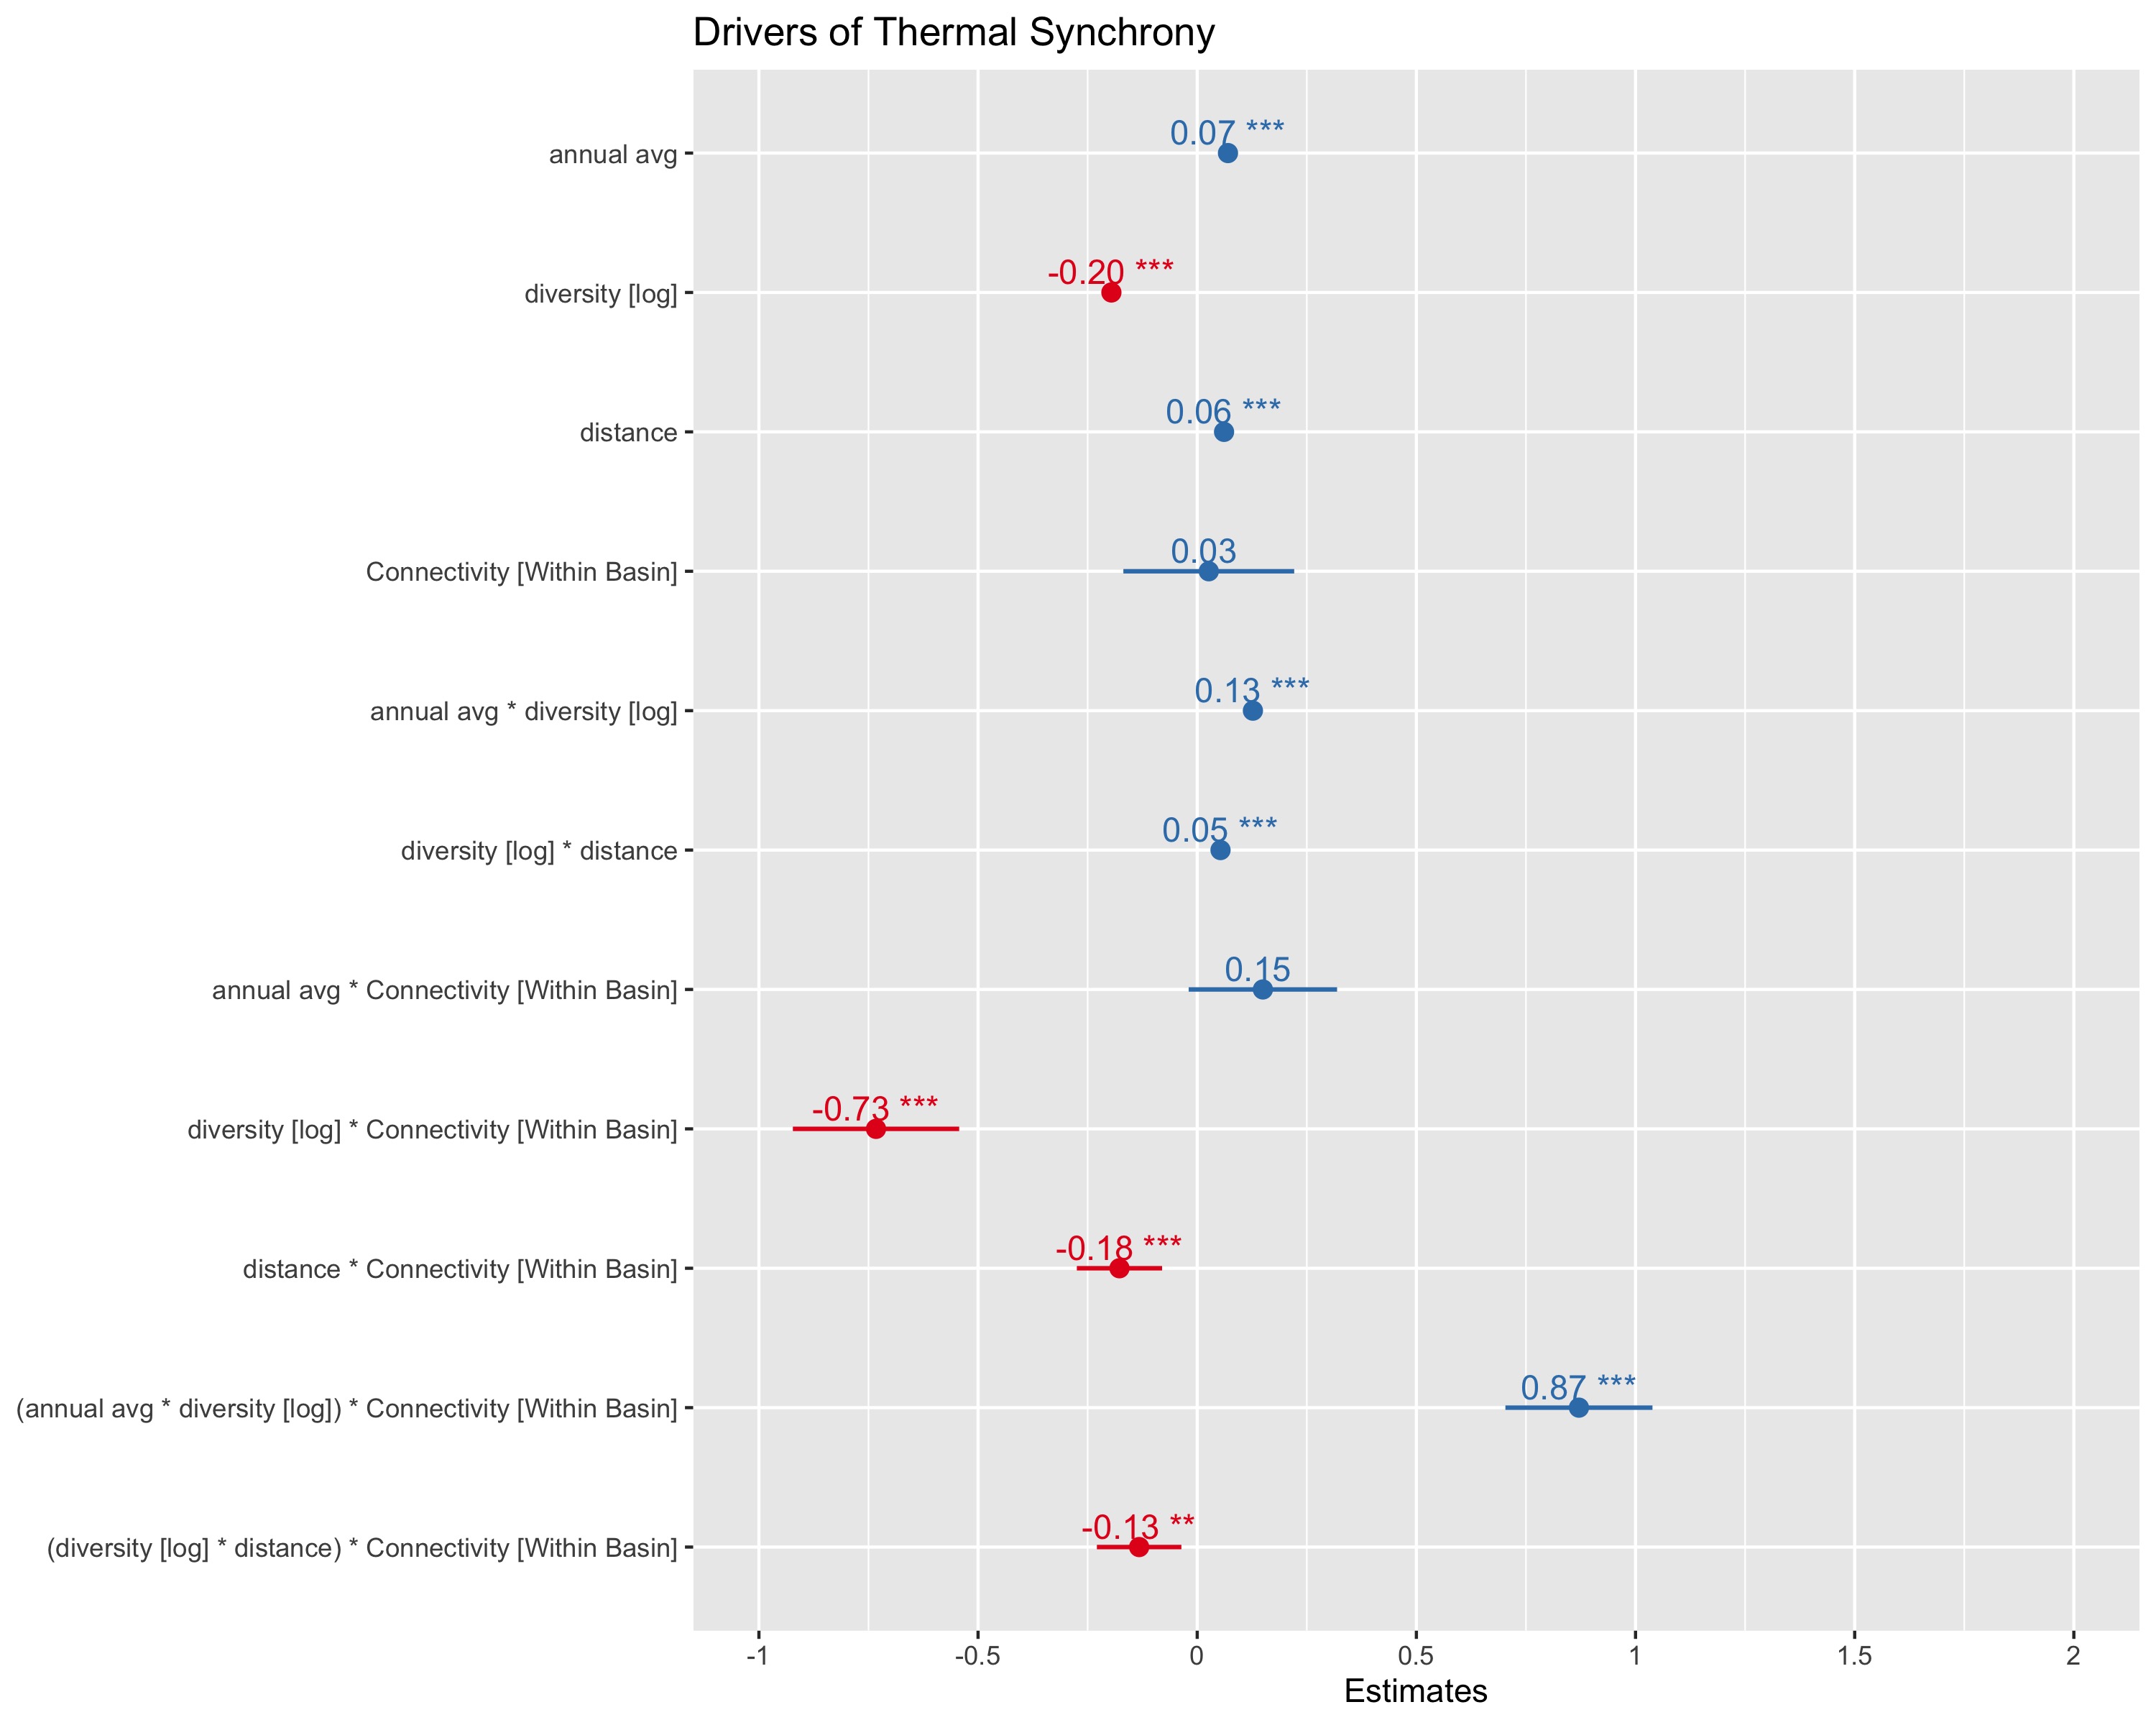 Drivers of Thermal Synchrony
annual avg
0.07 ***
diversity [log]
-0.20 ***
distance
0.06 ***
Connectivity [Within Basin]
0.03
annual avg * diversity [log]
0.13 ***
diversity [log] * distance
0.05 ***
annual avg * Connectivity [Within Basin]
0.15
diversity [log] * Connectivity [Within Basin]
-0.73 ***
distance * Connectivity [Within Basin]
-0.18 ***
(annual avg * diversity [log]) * Connectivity [Within Basin]
0.87 ***
(diversity [log] * distance) * Connectivity [Within Basin]
-0.13 **
-1 -0.5 0 0.5 1 1.5 2
Estimates